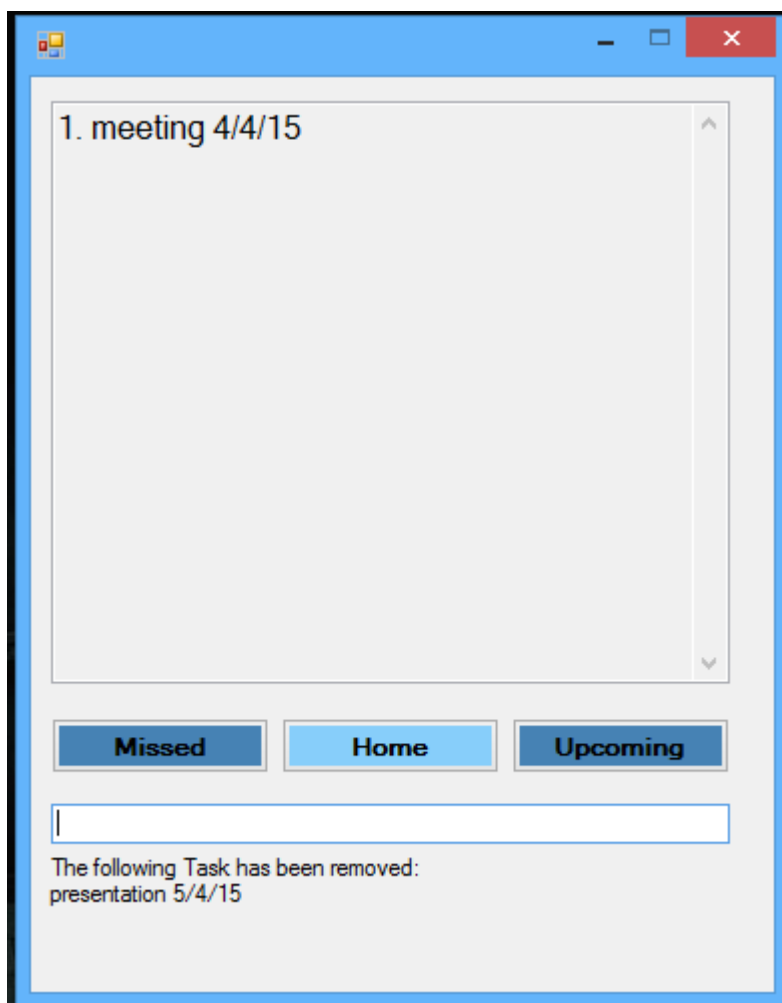 1. meeting 4/4/15
Missed
Home
Upcoming
The following Task has been removed:
presentation 5/4/15